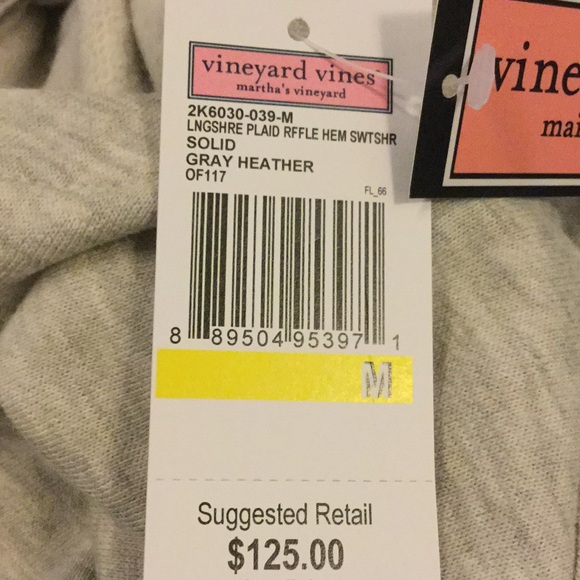 vineyard vines
martha's vineyard
2K6030-039-M
LNGSHRE PLAID RFFLE HEM SWTSHR
SOLID
GRAY HEATHER
OF117
FL_66
8 89504 95397 1
M
Suggested Retail
$125.00
vine
mar